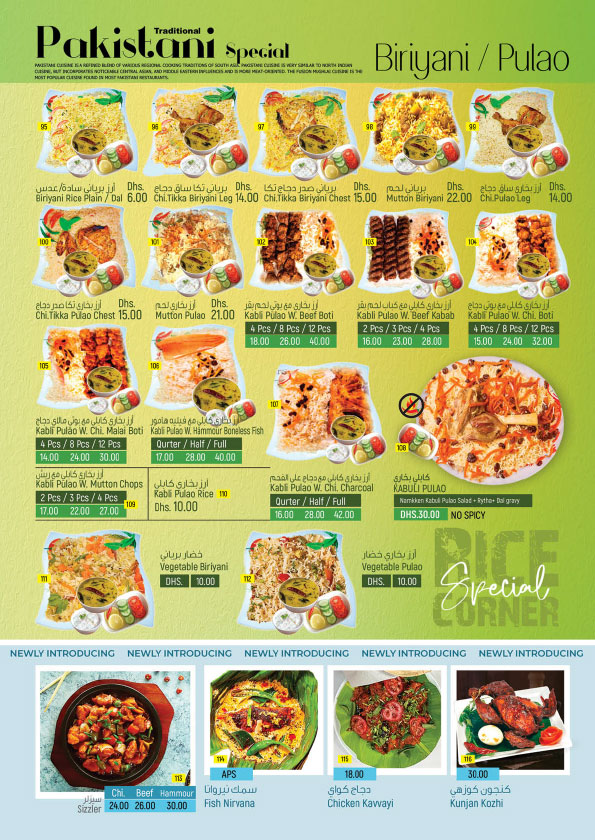 Traditional
Pakistani Special
Biriyani / Pulao
PAKISTANI CUISINE IS A REFINED BLEND OF VARIOUS REGIONAL COOKING TRADITIONS OF SOUTH ASIA. PAKISTANI CUISINE IS VERY SIMILAR TO NORTH INDIAN
CUISINE, BUT INCORPORATES NOTICEABLE CENTRAL ASIAN, AND MIDDLE EASTERN INFLUENCES AND IS MORE MEAT-ORIENTED. THE FUSION MUGHLAI CUISINE IS THE
MOST POPULAR CUISINE FOUND IN MOST PAKISTANI RESTAURANTS.
95
أرز برياني سادة/عدس
Biriyani Rice Plain / Dal
Dhs.
6.00
96
برياني تكا ساق دجاج
Chi.Tikka Biriyani Leg
Dhs.
14.00
97
برياني صدر دجاج تكا
Chi.Tikka Biriyani Chest
Dhs.
15.00
98
برياني لحم
Mutton Biriyani
Dhs.
22.00
99
أرز بخاري ساق دجاج
Chi.Pulao Leg
Dhs.
14.00
100
أرز بخاري تكا صدر دجاج
Chi.Tikka Pulao Chest
Dhs.
15.00
101
أرز بخاري لحم
Mutton Pulao
Dhs.
21.00
102
أرز بخاري مع بوتي لحم بقر
Kabli Pulao W. Beef Boti
4 Pcs / 8 Pcs / 12 Pcs
18.00 26.00 40.00
103
أرز بخاري كابلي مع كباب لحم بقر
Kabli Pulao W. Beef Kabab
2 Pcs / 3 Pcs / 4 Pcs
16.00 23.00 28.00
104
أرز بخاري كابلي مع بوتي دجاج
Kabli Pulao W. Chi. Boti
4 Pcs / 8 Pcs / 12 Pcs
15.00 24.00 32.00
105
أرز بخاري كابلي مع بوتي مالاي دجاج
Kabli Pulao W. Chi. Malai Boti
4 Pcs / 8 Pcs / 12 Pcs
14.00 24.00 30.00
106
أرز بخاري كابلي مع فيليه هامور
Kabli Pulao W. Hammour Boneless Fish
Qurter / Half / Full
17.00 28.00 40.00
107
أرز بخاري كابلي مع دجاج على الفحم
Kabli Pulao W. Chi. Charcoal
Qurter / Half / Full
16.00 28.00 42.00
108
كابلي بخاري
KABULI PULAO
Namkken Kabuli Pulao Salad + Rytha+ Dal gravy
DHS.30.00 NO SPICY
أرز بخاري كابلي مع ريش
Kabli Pulao W. Mutton Chops
2 Pcs / 3 Pcs / 4 Pcs
17.00 22.00 27.00
109
أرز بخاري كابلي
Kabli Pulao Rice 110
Dhs. 10.00
111
خضار برياني
Vegetable Biriyani
DHS. 10.00
112
أرز بخاري خضار
Vegetable Pulao
DHS. 10.00
RICE
Special
CORNER
NEWLY INTRODUCING NEWLY INTRODUCING NEWLY INTRODUCING NEWLY INTRODUCING NEWLY INTRODUCING
113
سيزلر
Sizzler
Chi. Beef Hammour
24.00 26.00 30.00
114
APS
سمك نيروانا
Fish Nirvana
115
18.00
دجاج كواي
Chicken Kavvayi
116
30.00
كنجون كوزهي
Kunjan Kozhi